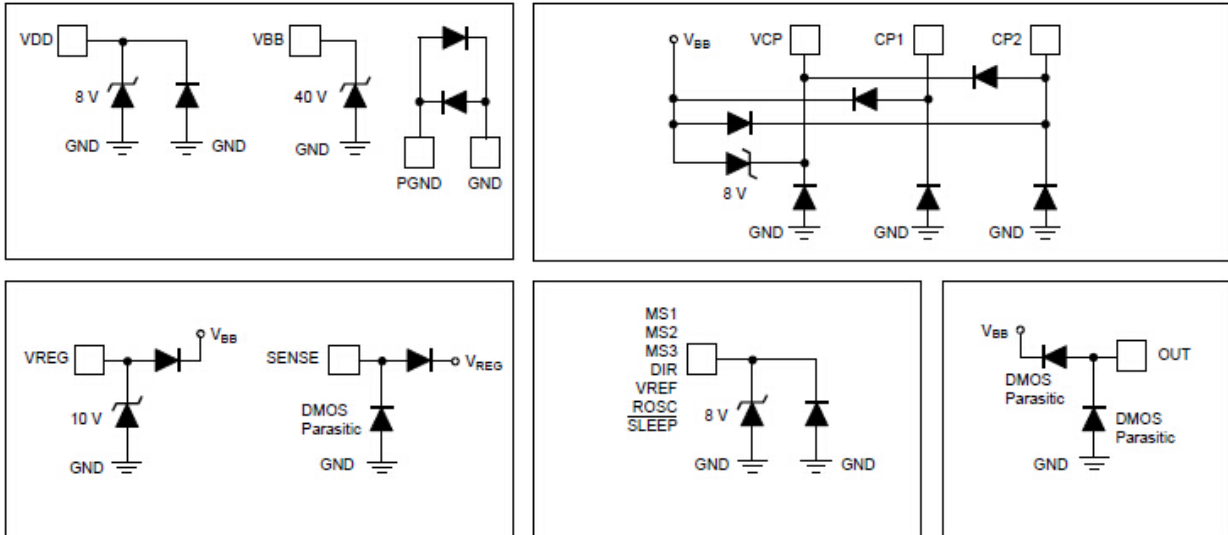 VDD
8 V
GND
GND
VBB
40 V
GND
PGND
GND
VBB
VCP
CP1
CP2
8 V
GND
GND
GND
VREG
VBB
10 V
GND
SENSE
VREG
DMOS
Parasitic
GND
MS1
MS2
MS3
DIR
VREF
ROSC
SLEEP
8 V
GND
GND
VBB
OUT
DMOS
Parasitic
DMOS
Parasitic
GND